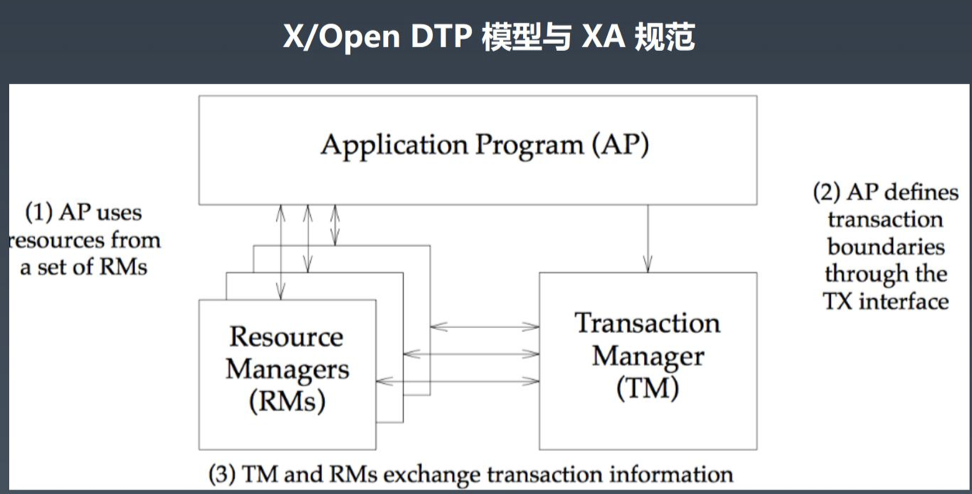 X/Open DTP 模型与 XA 规范
Application Program (AP)
(1) AP uses
resources from
a set of RMs
(2) AP defines
transaction
boundaries
through the
TX interface
Resource
Managers
(RMs)
Transaction
Manager
(TM)
(3) TM and RMs exchange transaction information